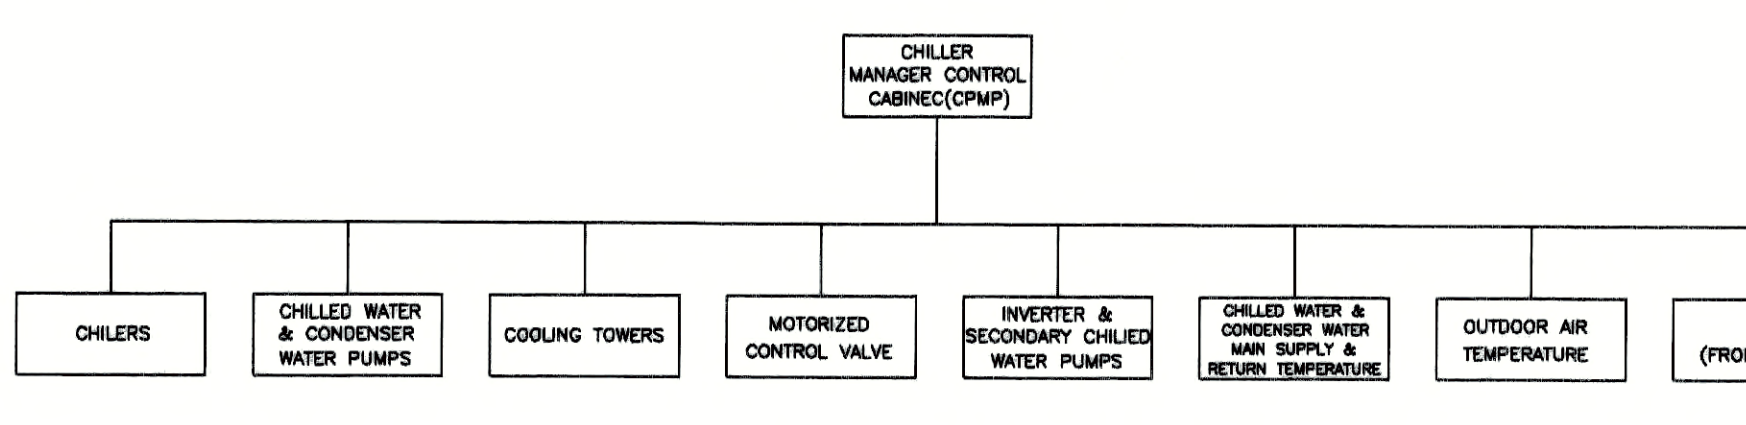 CHILLER
MANAGER CONTROL
CABINEC(CPMP)
CHILERS
CHILLED WATER
& CONDENSER
WATER PUMPS
COOLING TOWERS
MOTORIZED
CONTROL VALVE
INVERTER &
SECONDARY CHILIED
WATER PUMPS
CHILLED WATER &
CONDENSER WATER
MAIN SUPPLY &
RETURN TEMPERATURE
OUTDOOR AIR
TEMPERATURE